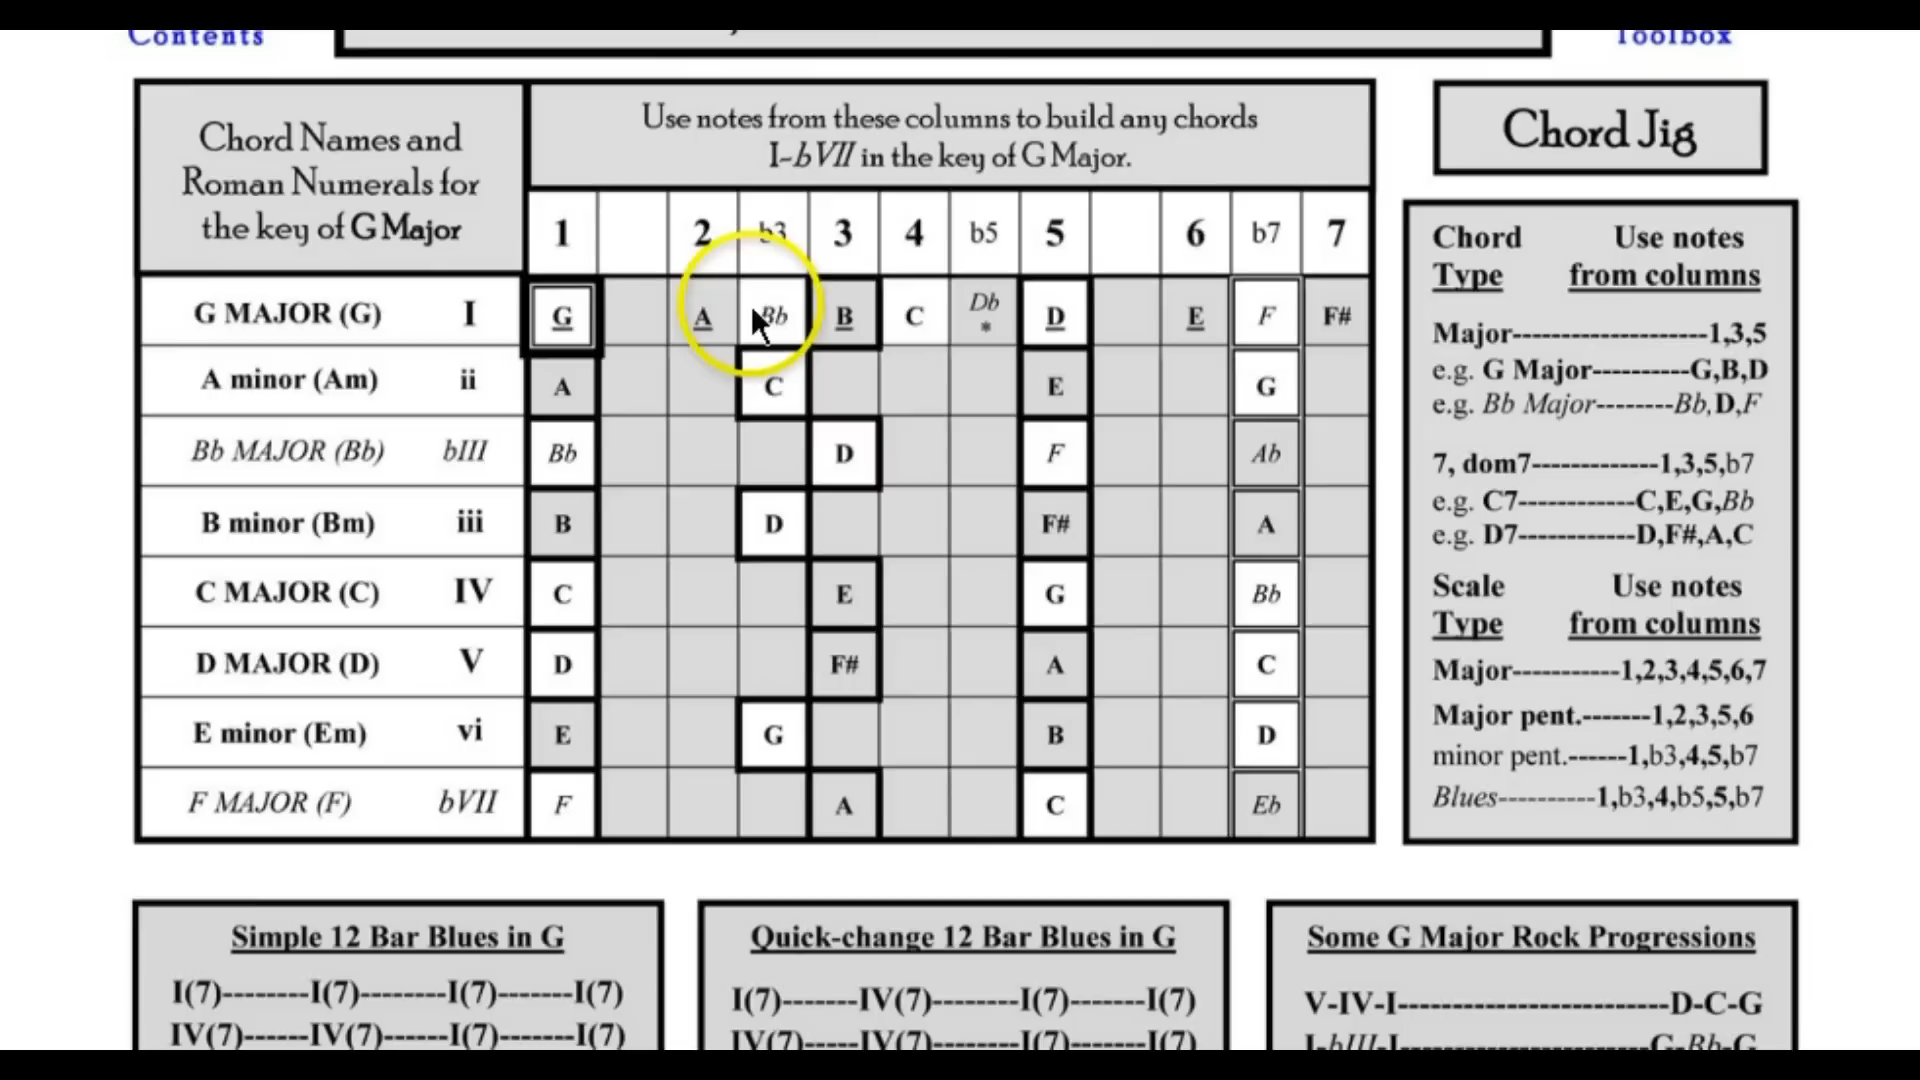 Contents
Toolbox
Chord Names and
Roman Numerals for
the key of G Major
Use notes from these columns to build any chords
I-bVII in the key of G Major.
Chord Jig
1 2 b3 3 4 b5 5 6 b7 7
G MAJOR (G) I G A Bb B C Db * D E F F#
A minor (Am) ii A C E G
Bb MAJOR (Bb) bIII Bb D F Ab
B minor (Bm) iii B D F# A
C MAJOR (C) IV C E G Bb
D MAJOR (D) V D F# A C
E minor (Em) vi E G B D
F MAJOR (F) bVII F A C Eb
Chord Use notes
Type from columns
Major--------------------1,3,5
e.g. G Major----------G,B,D
e.g. Bb Major--------Bb,D,F
7, dom7-------------1,3,5,b7
e.g. C7------------C,E,G,Bb
e.g. D7------------D,F#,A,C
Scale Use notes
Type from columns
Major-----------1,2,3,4,5,6,7
Major pent.-------1,2,3,5,6
minor pent.------1,b3,4,5,b7
Blues----------1,b3,4,b5,5,b7
Simple 12 Bar Blues in G
I(7)--------I(7)--------I(7)-------I(7)
IV(7)------IV(7)------I(7)-------I(7)
Quick-change 12 Bar Blues in G
I(7)-------IV(7)--------I(7)-------I(7)
IV(7)-----IV(7)------I(7)-------I(7)
Some G Major Rock Progressions
V-IV-I--------------------------D-C-G
I-bIII-I-----------------------G-Bb-G